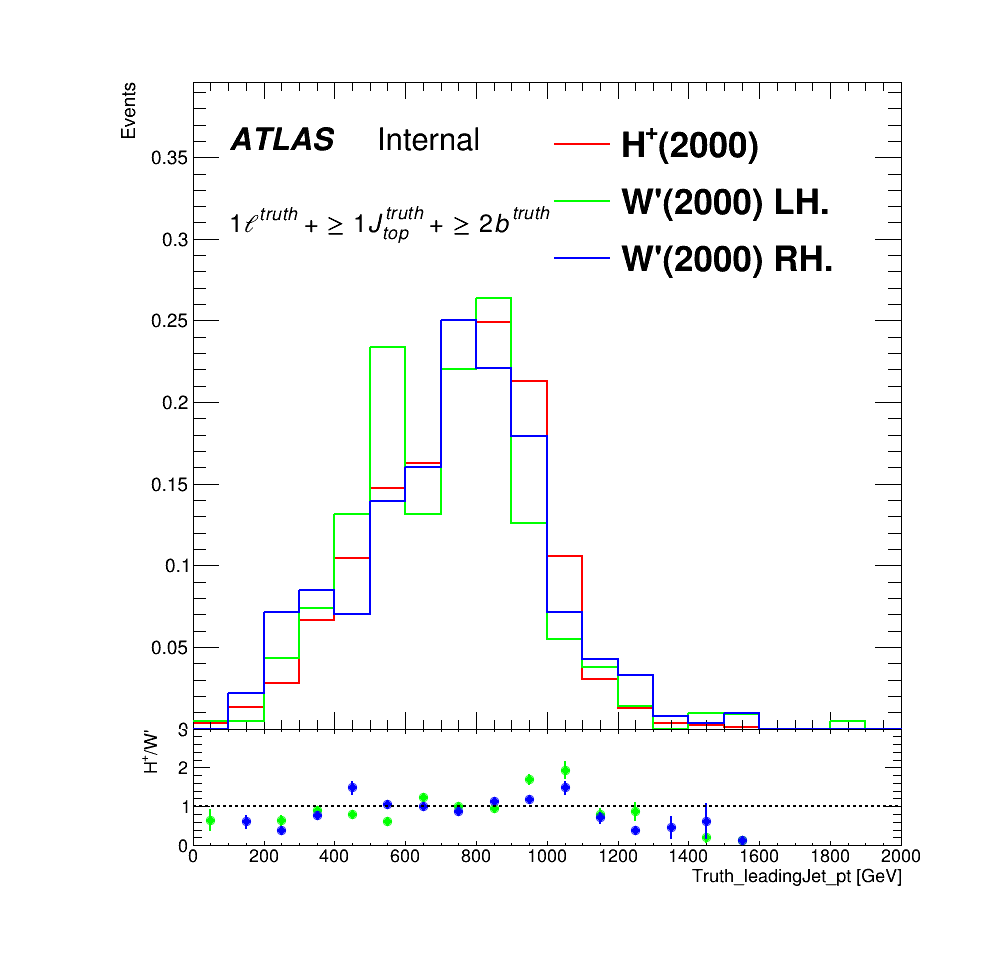 Events
ATLAS Internal
1ℓ^truth + ≥ 1J_top^truth + ≥ 2b^truth
H⁺(2000)
W'(2000) LH.
W'(2000) RH.
0.35
0.3
0.25
0.2
0.15
0.1
0.05
H⁺/W'
3
2
1
0
0 200 400 600 800 1000 1200 1400 1600 1800 2000
Truth_leadingJet_pt [GeV]